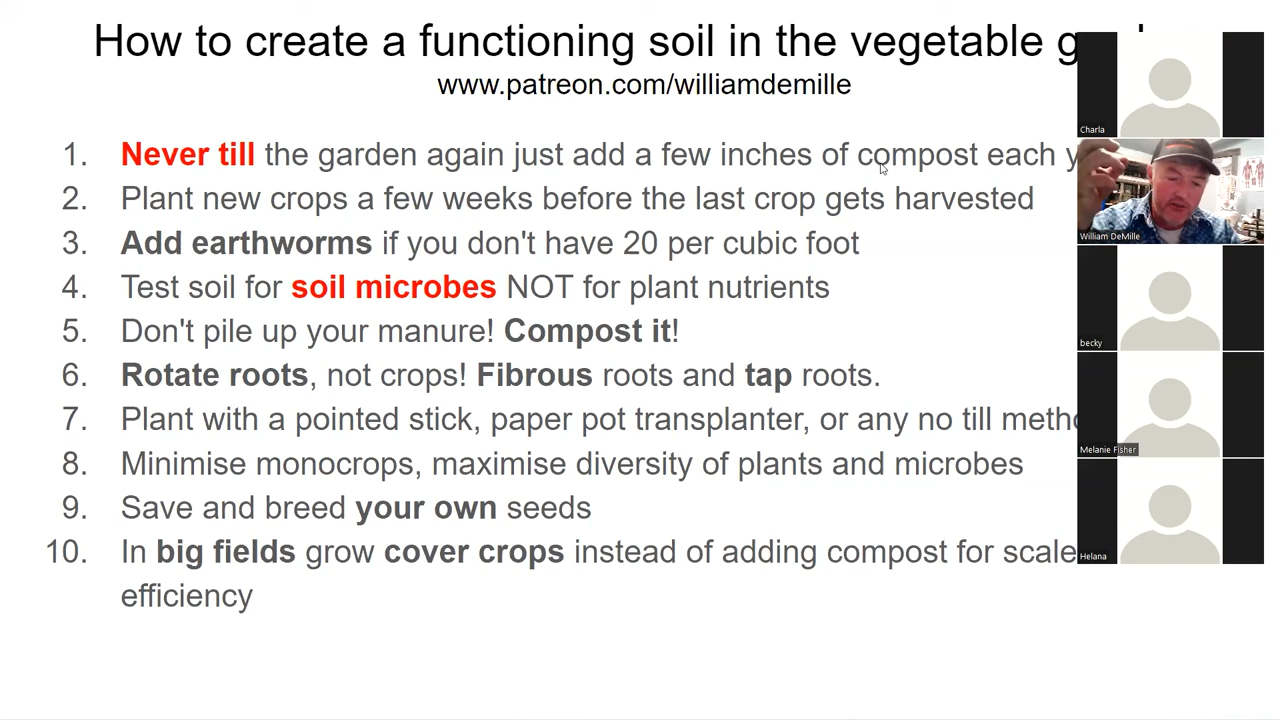 How to create a functioning soil in the vegetable
www.patreon.com/williamdemille
1. Never till the garden again just add a few inches of compost each
2. Plant new crops a few weeks before the last crop gets harvested
3. Add earthworms if you don't have 20 per cubic foot
4. Test soil for soil microbes NOT for plant nutrients
5. Don't pile up your manure! Compost it!
6. Rotate roots, not crops! Fibrous roots and tap roots.
7. Plant with a pointed stick, paper pot transplanter, or any no till
8. Minimise monocrops, maximise diversity of plants and microbes
9. Save and breed your own seeds
10. In big fields grow cover crops instead of adding compost for scale
efficiency
Charla
William DeMille
becky
Melanie Fisher
Helana